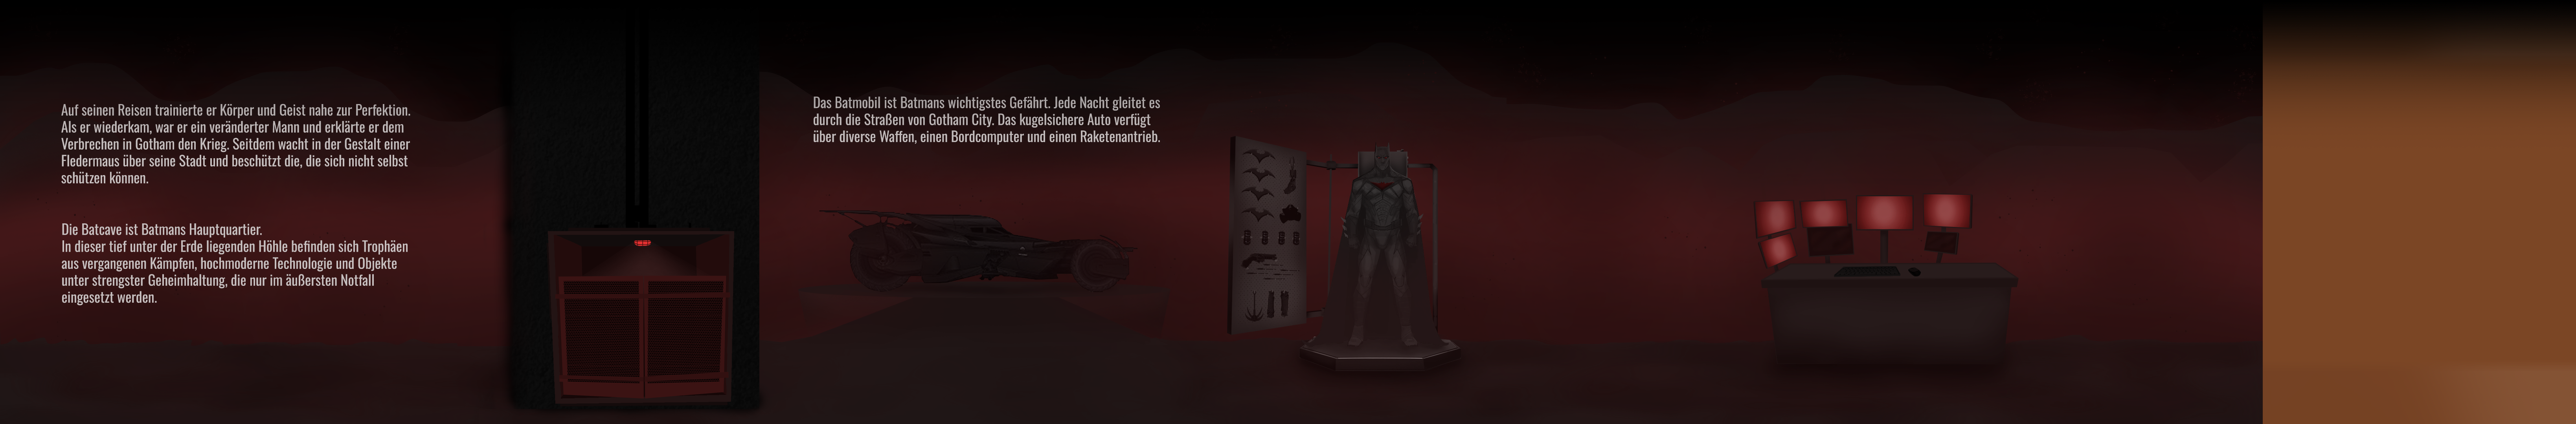 Auf seinen Reisen trainierte er Körper und Geist nahe zur Perfektion.
Als er wiederkam, war er ein veränderter Mann und erklärte er dem
Verbrechen in Gotham den Krieg. Seitdem wacht in der Gestalt einer
Fledermaus über seine Stadt und beschützt die, die sich nicht selbst
schützen können.
Die Batcave ist Batmans Hauptquartier.
In dieser tief unter der Erde liegenden Höhle befinden sich Trophäen
aus vergangenen Kämpfen, hochmoderne Technologie und Objekte
unter strengster Geheimhaltung, die nur im äußersten Notfall
eingesetzt werden.
Das Batmobil ist Batmans wichtigstes Gefährt. Jede Nacht gleitet es
durch die Straßen von Gotham City. Das kugelsichere Auto verfügt
über diverse Waffen, einen Bordcomputer und einen Raketenantrieb.